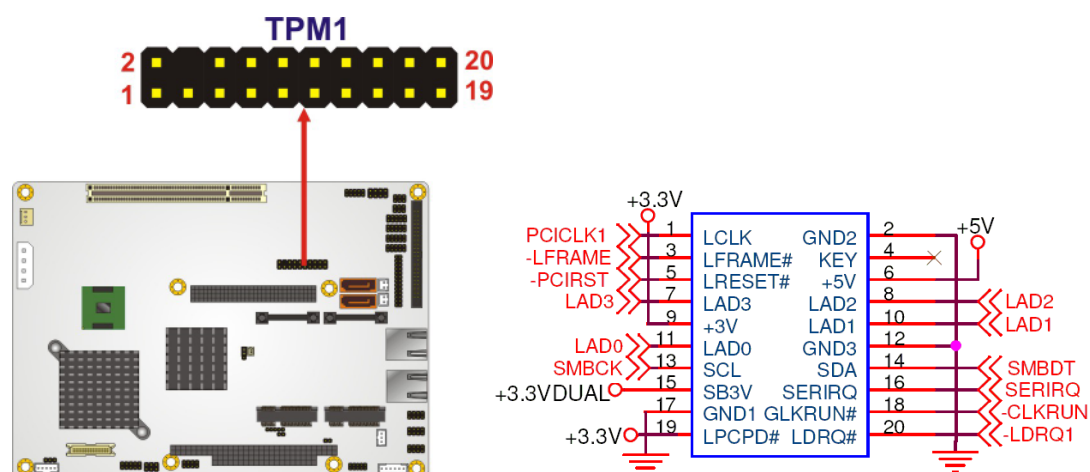 TPM1
2 20
1 19
+3.3V
PCICLK1 1 LCLK GND2 2 +5V
-LFRAME 3 LFRAME# KEY 4
-PCIRST 5 LRESET# +5V 6
LAD3 7 LAD3 LAD2 8 LAD2
9 +3V LAD1 10 LAD1
LAD0 11 LAD0 GND3 12
SMBCK 13 SCL SDA 14 SMBDT
+3.3VDUAL 15 SB3V SERIRQ 16 SERIRQ
17 GND1 GLKRUN# 18 -CLKRUN
+3.3V 19 LPCPD# LDRQ# 20 -LDRQ1